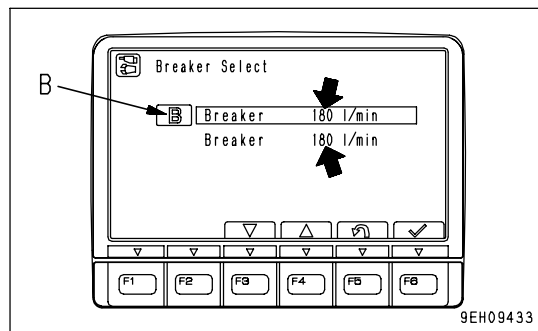 Breaker Select
B
B Breaker 180 l/min
Breaker 180 l/min
F1 F2 F3 F4 F5 F6
9EH09433